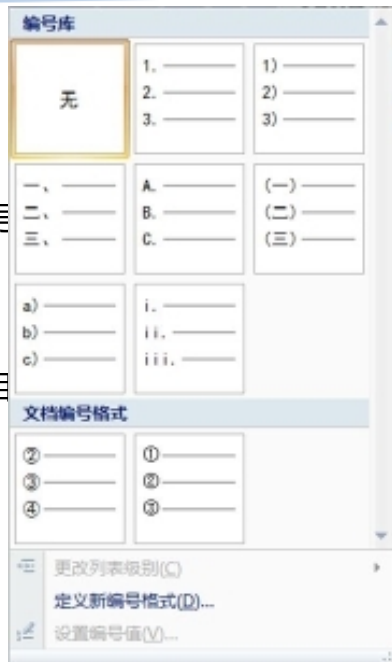 编号库
无
1.
2.
3.
1)
2)
3)
一、
二、
三、
A.
B.
C.
(一)
(二)
(三)
a)
b)
c)
i.
ii.
iii.
文档编号格式
②
③
④
①
②
③
更改列表级别(C)
定义新编号格式(D)...
设置编号值(V)...